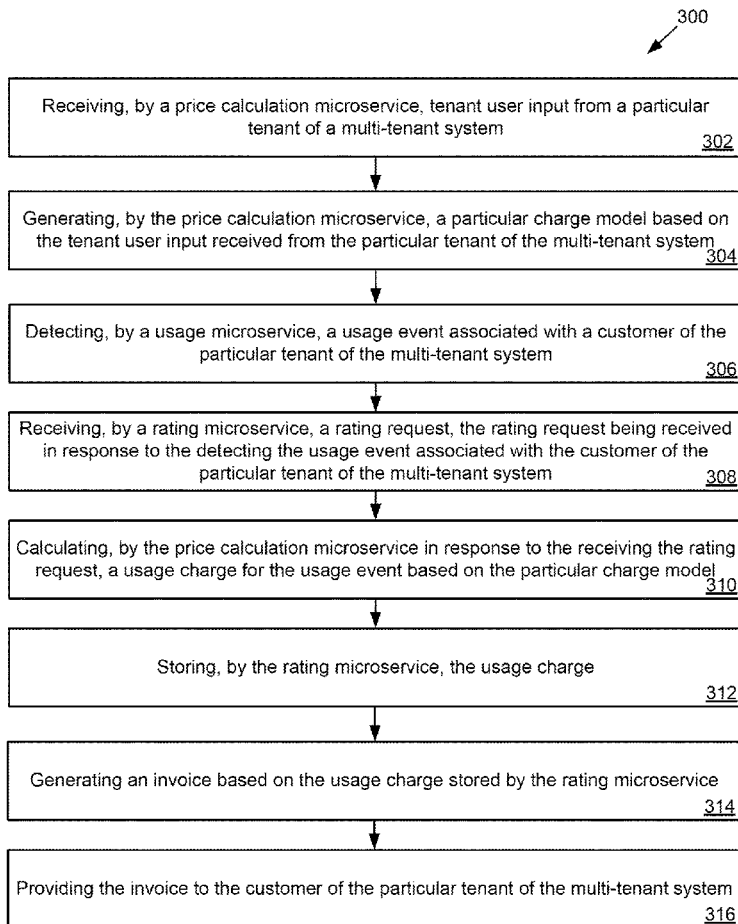 300
Receiving, by a price calculation microservice, tenant user input from a particular
tenant of a multi-tenant system
302
Generating, by the price calculation microservice, a particular charge model based on
the tenant user input received from the particular tenant of the multi-tenant system
304
Detecting, by a usage microservice, a usage event associated with a customer of the
particular tenant of the multi-tenant system
306
Receiving, by a rating microservice, a rating request, the rating request being received
in response to the detecting the usage event associated with the customer of the
particular tenant of the multi-tenant system
308
Calculating, by the price calculation microservice in response to the receiving the rating
request, a usage charge for the usage event based on the particular charge model
310
Storing, by the rating microservice, the usage charge
312
Generating an invoice based on the usage charge stored by the rating microservice
314
Providing the invoice to the customer of the particular tenant of the multi-tenant system
316